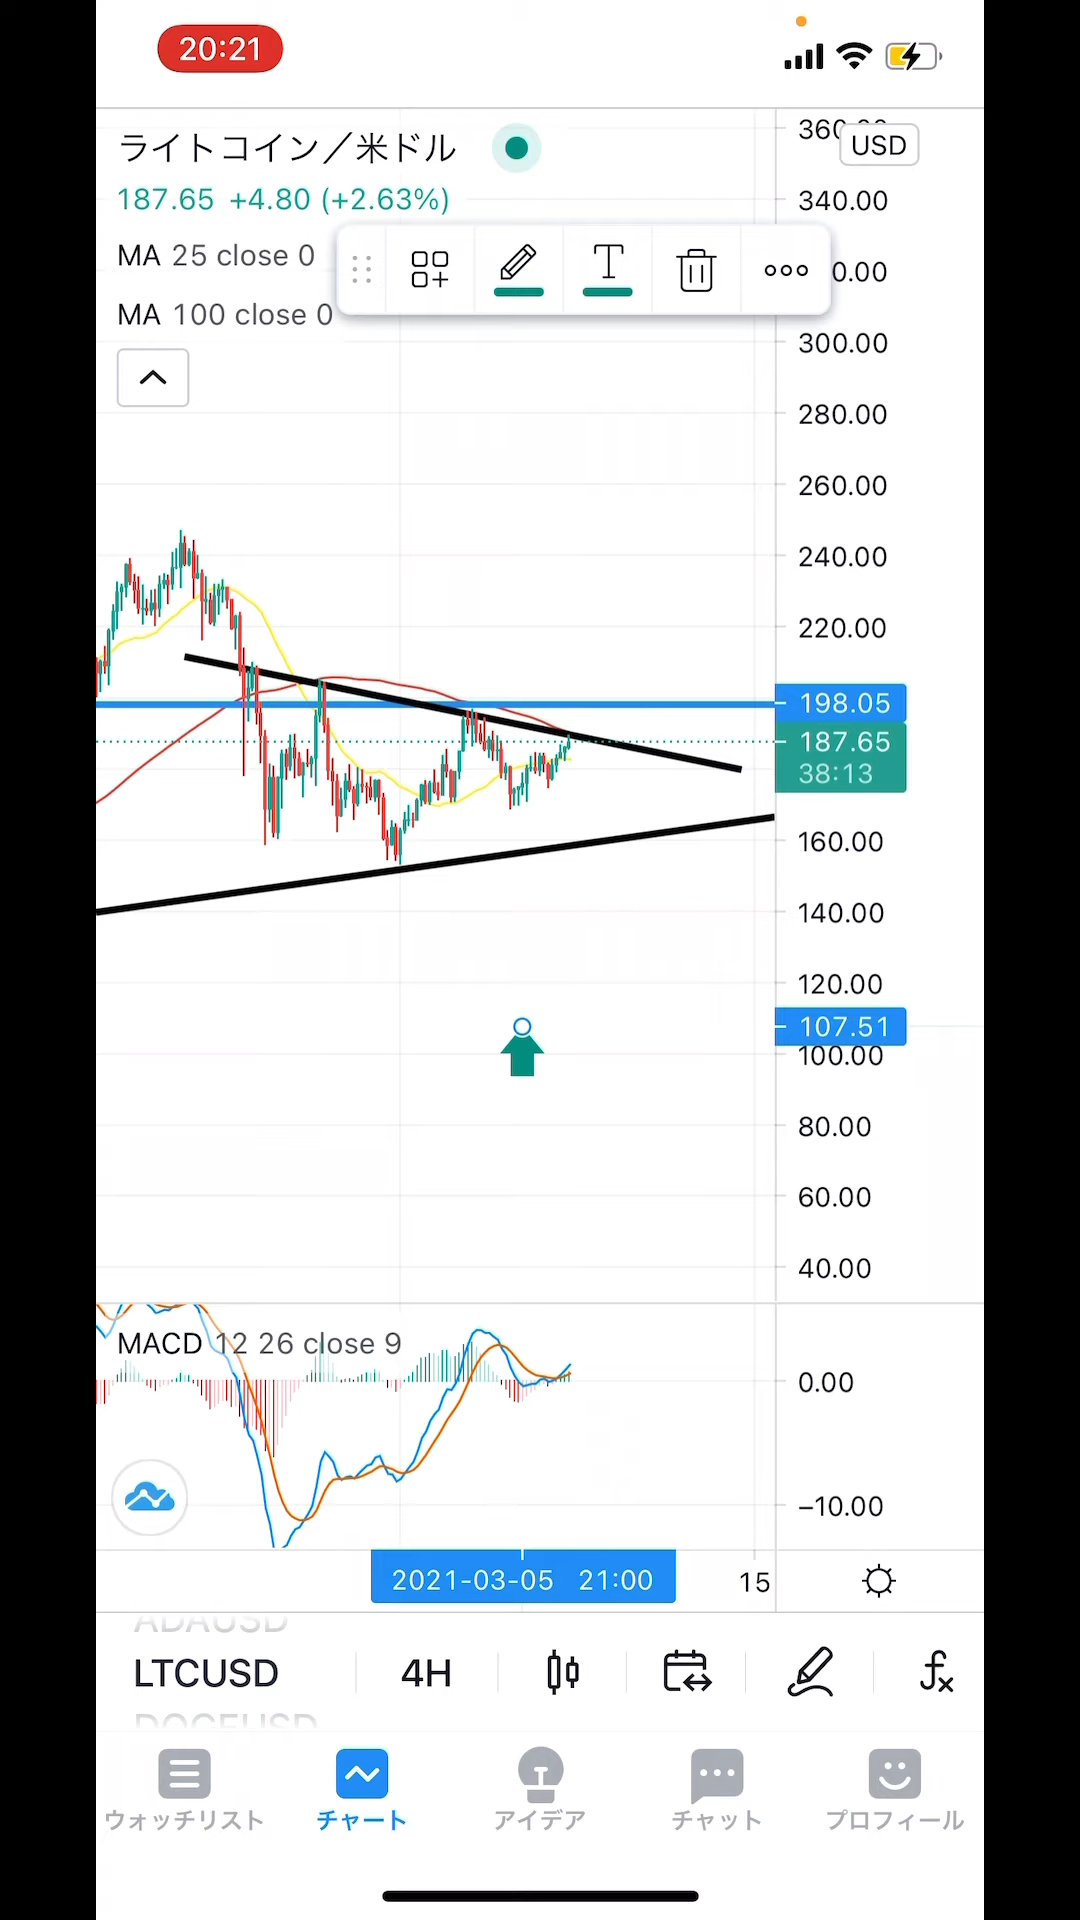 20:21
ライトコイン／米ドル
187.65 +4.80 (+2.63%)
MA 25 close 0
MA 100 close 0
USD
T
340.00
300.00
280.00
260.00
240.00
220.00
198.05
187.65
38:13
160.00
140.00
120.00
107.51
100.00
80.00
60.00
40.00
MACD 12 26 close 9
0.00
−10.00
2021-03-05 21:00
15
ADAUSD
LTCUSD
4H
DOGEUSD
ウォッチリスト
チャート
アイデア
チャット
プロフィール